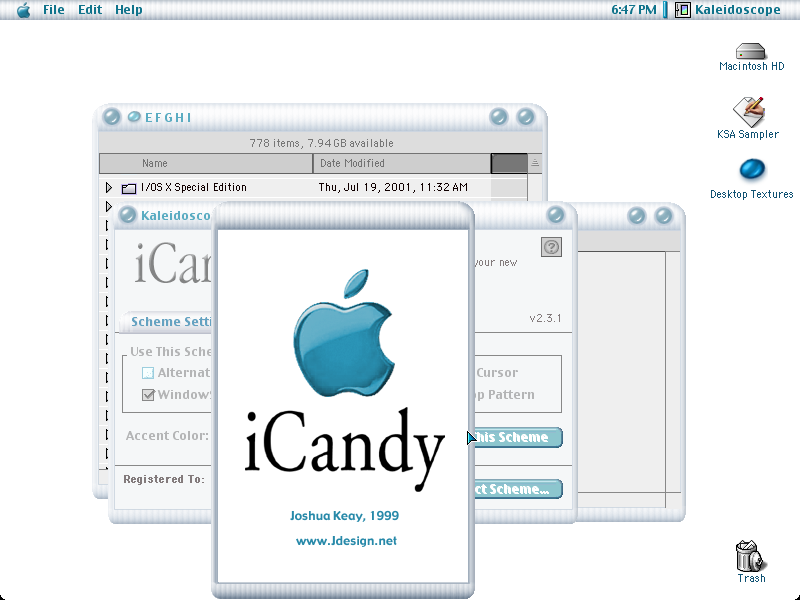 File Edit Help
6:47 PM Kaleidoscope
Macintosh HD
KSA Sampler
Desktop Textures
EFGHI
778 items, 7.94 GB available
Name Date Modified
I/OS X Special Edition Thu, Jul 19, 2001, 11:32 AM
Kaleidosco
iCan
your new
v2.3.1
Scheme Setti
Use This Sche
Alternat
Windows
Cursor
op Pattern
Accent Color:
his Scheme
Registered To:
ct Scheme...
iCandy
Joshua Keay, 1999
www.Jdesign.net
Trash